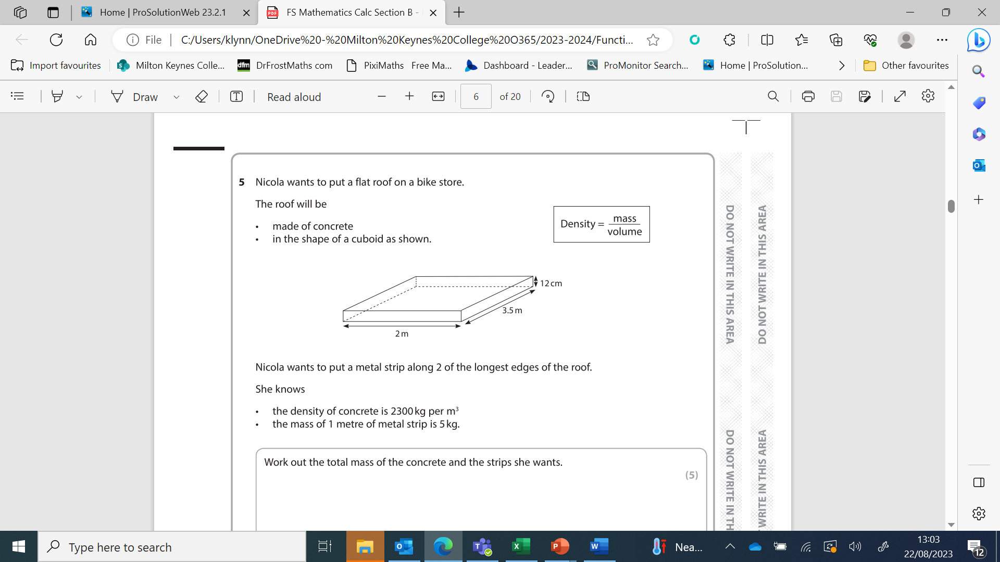 Home | ProSolutionWeb 23.2.1
FS Mathematics Calc Section B -
File
C:/Users/klynn/OneDrive%20-%20Milton%20Keynes%20College%20O365/2023-2024/Functi...
Import favourites
Milton Keynes Colle...
dfm
DrFrostMaths com
PixiMaths Free Ma...
Dashboard - Leader...
ProMonitor Search...
Home | ProSolution...
Other favourites
Draw
Read aloud
6
of 20
5 Nicola wants to put a flat roof on a bike store.
The roof will be
• made of concrete
• in the shape of a cuboid as shown.
Density = mass
volume
12 cm
3.5 m
2 m
Nicola wants to put a metal strip along 2 of the longest edges of the roof.
She knows
• the density of concrete is 2300 kg per m³
• the mass of 1 metre of metal strip is 5 kg.
Work out the total mass of the concrete and the strips she wants.
(5)
DO NOT WRITE IN THIS AREA
DO NOT WRITE IN THIS AREA
DO NOT WRITE IN TH
WRITE IN THIS AREA
Type here to search
Nea...
13:03
22/08/2023
12